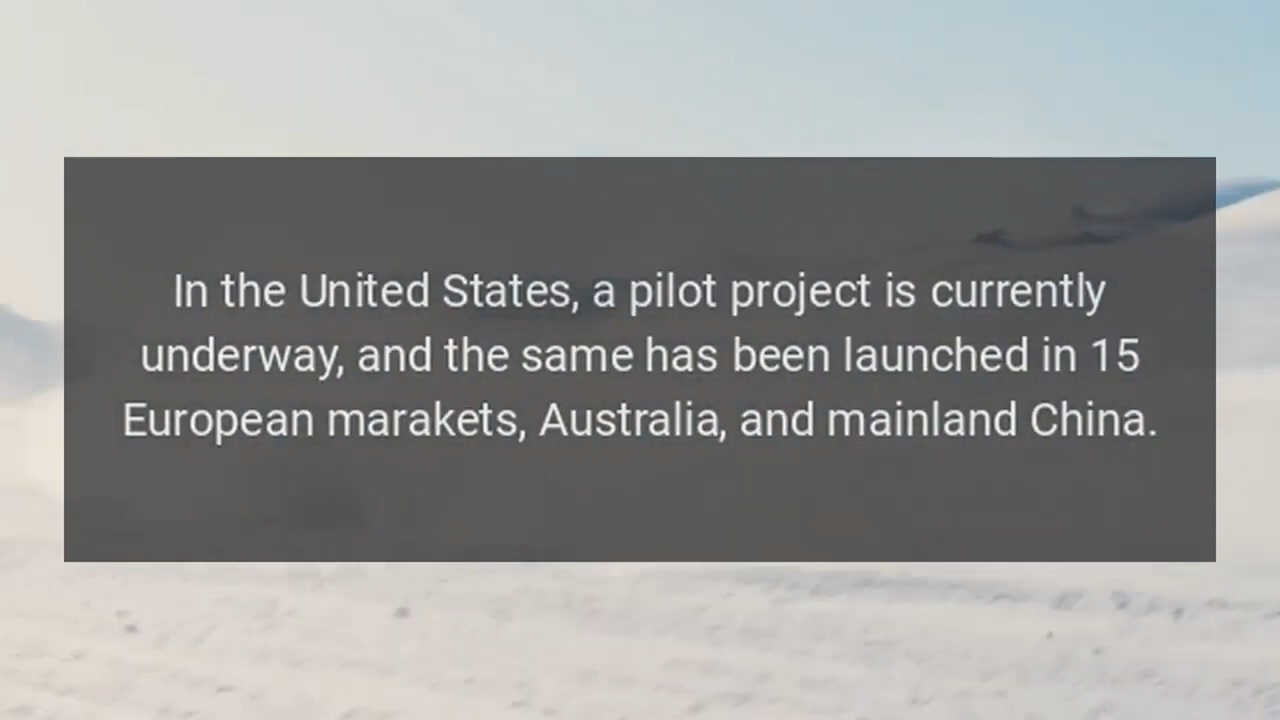 In the United States, a pilot project is currently
underway, and the same has been launched in 15
European marakets, Australia, and mainland China.